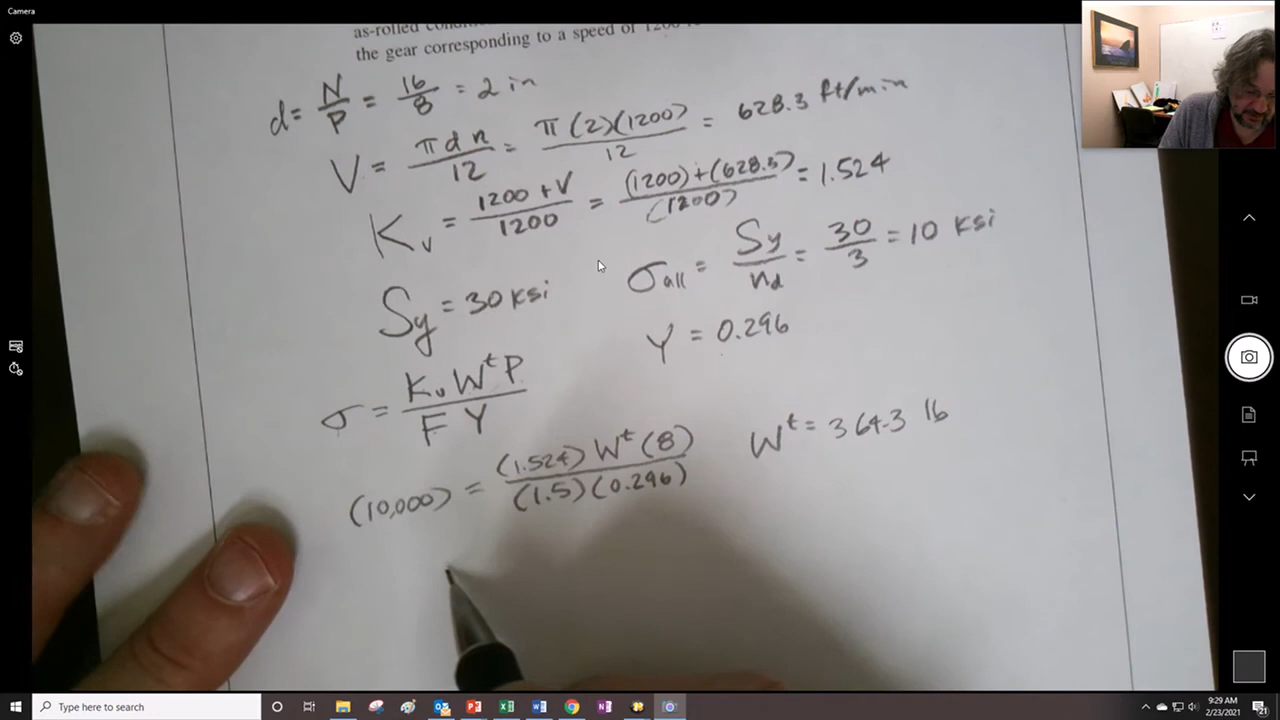 Camera
as-rolled
the gear corresponding to a speed of 1200
d = N/P = 16/8 = 2 in
V = πdn/12 = π(2)(1200)/12 = 628.3 ft/min
Kv = 1200+V/1200 = (1200)+(628.3)/(1200) = 1.524
Sy = 30 ksi
σall = Sy/nd = 30/3 = 10 ksi
Y = 0.296
σ = KvWᵗP/FY
(10,000) = (1.524)Wᵗ(8)/(1.5)(0.296)
Wᵗ = 364.3 lb
Type here to search
9:29 AM
2/23/2021
21